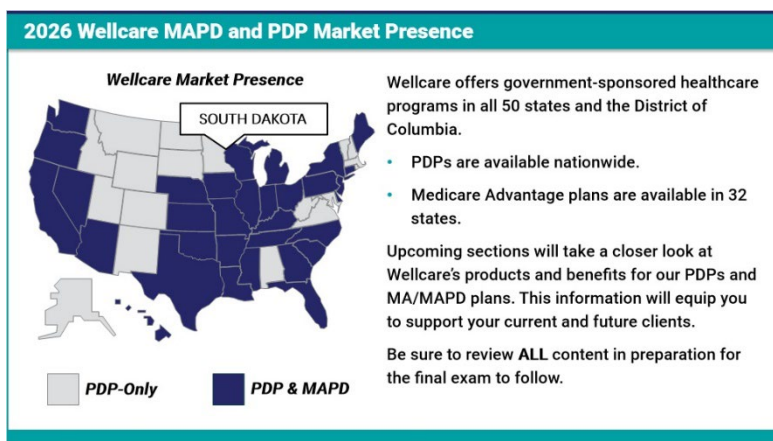 2026 Wellcare MAPD and PDP Market Presence
Wellcare Market Presence
SOUTH DAKOTA
PDP-Only
PDP & MAPD
Wellcare offers government-sponsored healthcare
programs in all 50 states and the District of
Columbia.
• PDPs are available nationwide.
• Medicare Advantage plans are available in 32
states.
Upcoming sections will take a closer look at
Wellcare's products and benefits for our PDPs and
MA/MAPD plans. This information will equip you
to support your current and future clients.
Be sure to review ALL content in preparation for
the final exam to follow.